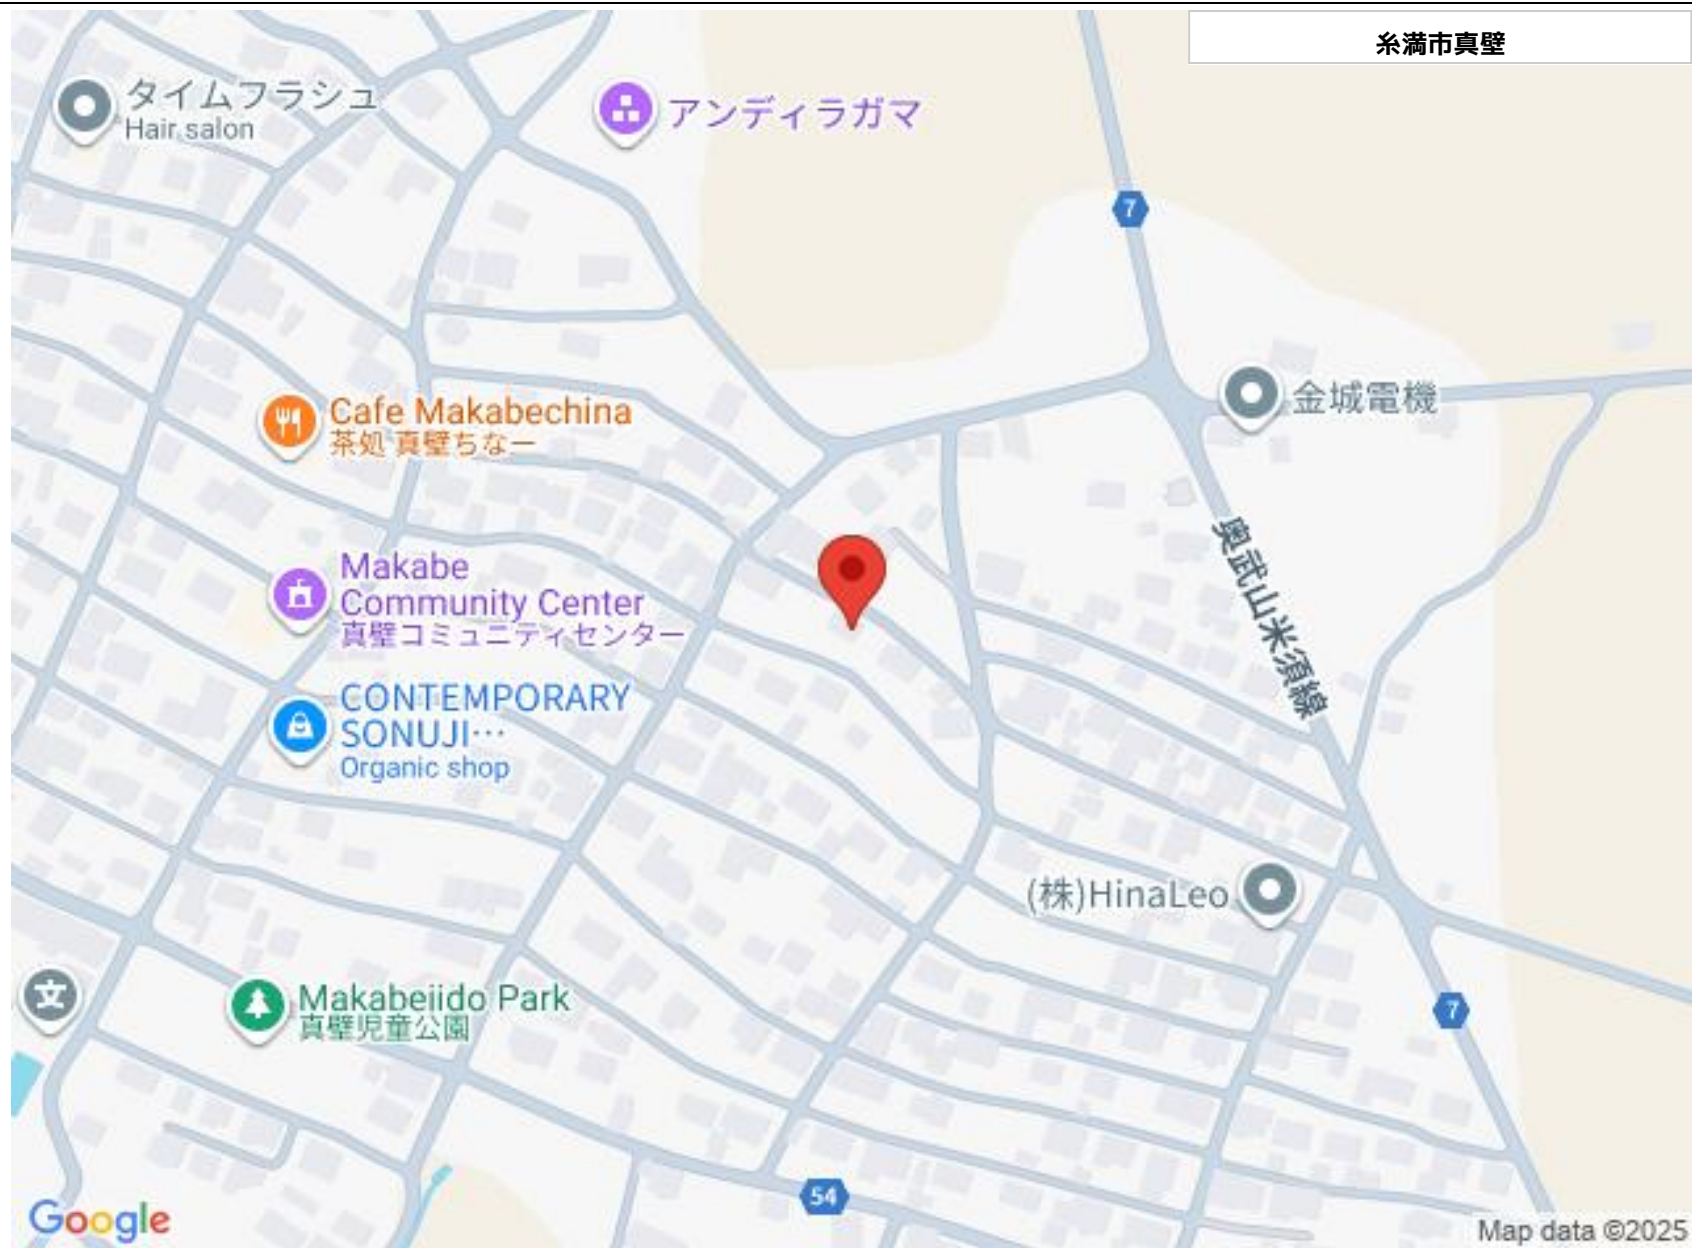 糸満市真壁
タイムフラシュ
Hair salon
アンディラガマ
7
金城電機
Cafe Makabechina
茶処 真壁ちなー
奥武山米須線
Makabe
Community Center
真壁コミュニティセンター
CONTEMPORARY
SONUJI…
Organic shop
(株)HinaLeo
文
Makabeiido Park
真壁児童公園
7
54
Google
Map data ©2025